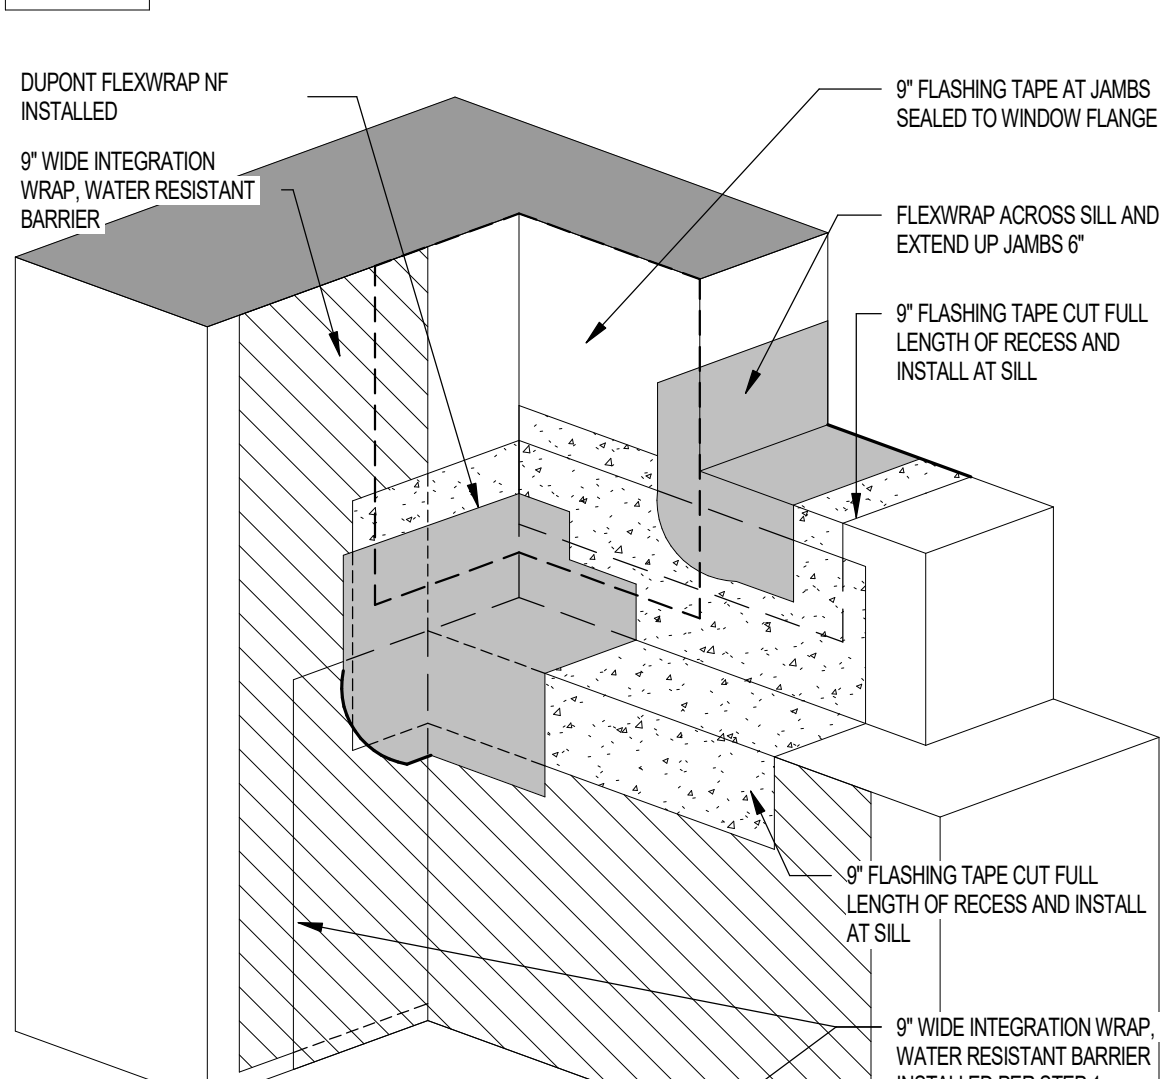 DUPONT FLEXWRAP NF
INSTALLED
9" WIDE INTEGRATION
WRAP, WATER RESISTANT
BARRIER
9" FLASHING TAPE AT JAMBS
SEALED TO WINDOW FLANGE
FLEXWRAP ACROSS SILL AND
EXTEND UP JAMBS 6"
9" FLASHING TAPE CUT FULL
LENGTH OF RECESS AND
INSTALL AT SILL
9" FLASHING TAPE CUT FULL
LENGTH OF RECESS AND INSTALL
AT SILL
9" WIDE INTEGRATION WRAP,
WATER RESISTANT BARRIER
INSTALLED PER STEP